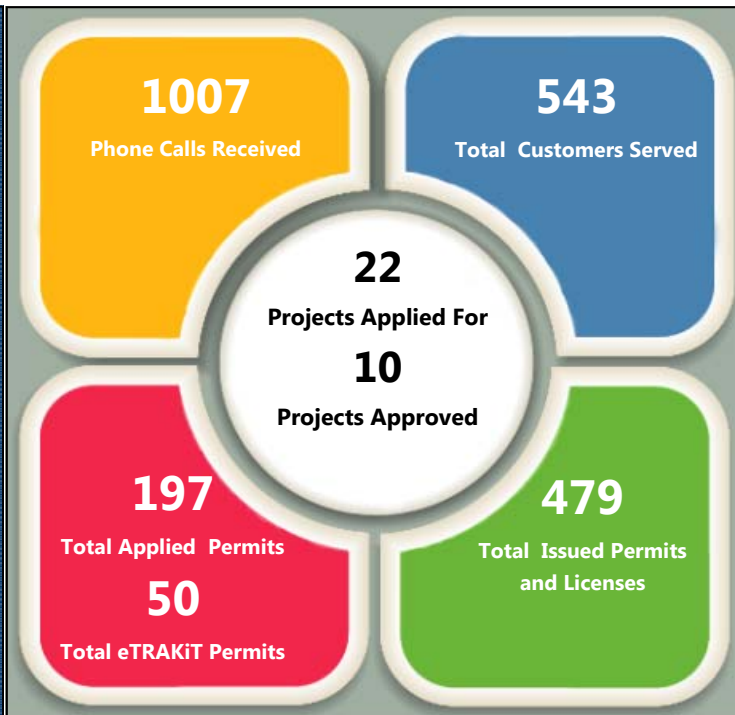 1007
Phone Calls Received
543
Total Customers Served
22
Projects Applied For
10
Projects Approved
197
Total Applied Permits
50
Total eTRAKiT Permits
479
Total Issued Permits
and Licenses